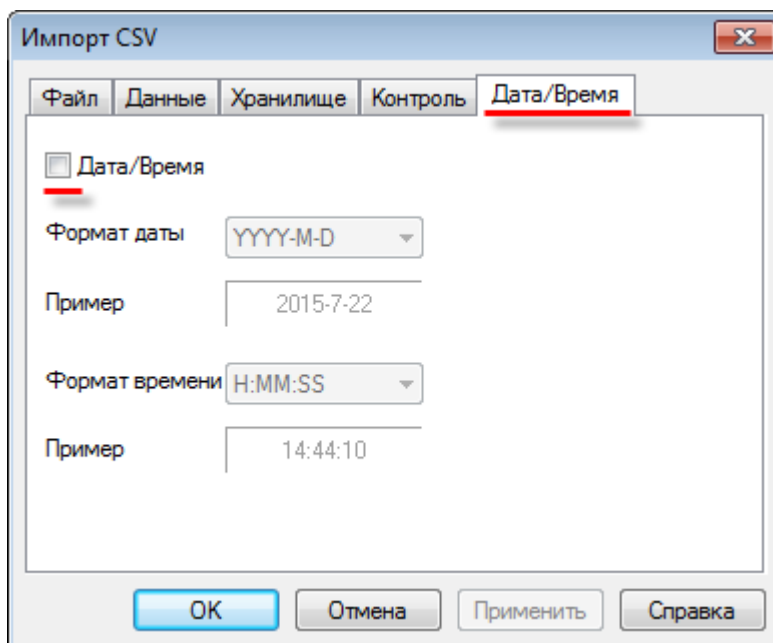 Импорт CSV
Файл Данные Хранилище Контроль Дата/Время
Дата/Время
Формат даты YYYY-M-D
Пример 2015-7-22
Формат времени H:MM:SS
Пример 14:44:10
OK Отмена Применить Справка